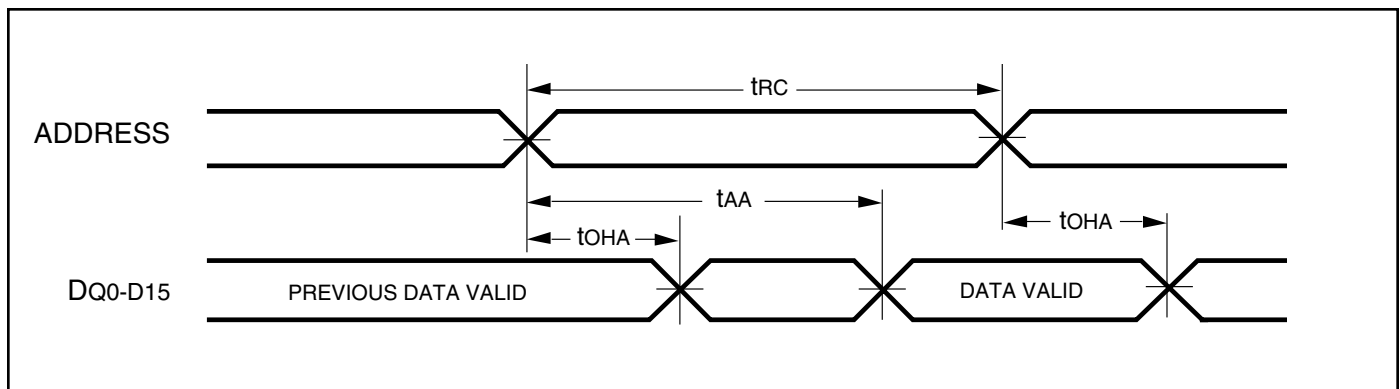 tRC
ADDRESS
tAA
tOHA
tOHA
DQ0-D15
PREVIOUS DATA VALID
DATA VALID